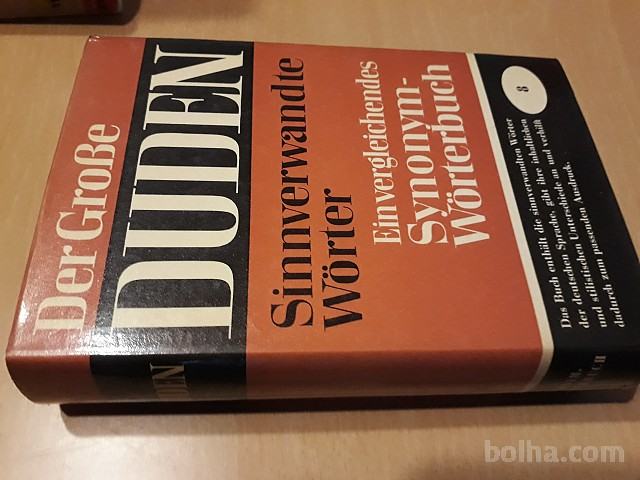 Der Große
DUDEN
Sinnverwandte
Wörter
Ein vergleichendes
Synonym-
Wörterbuch
8
Das Buch enthält die sinnverwandten Wörter
der deutschen Sprache, gibt ihre inhaltlichen
und stilistischen Unterschiede an und verhilft
dadurch zum passenden Ausdruck.
bolha.com